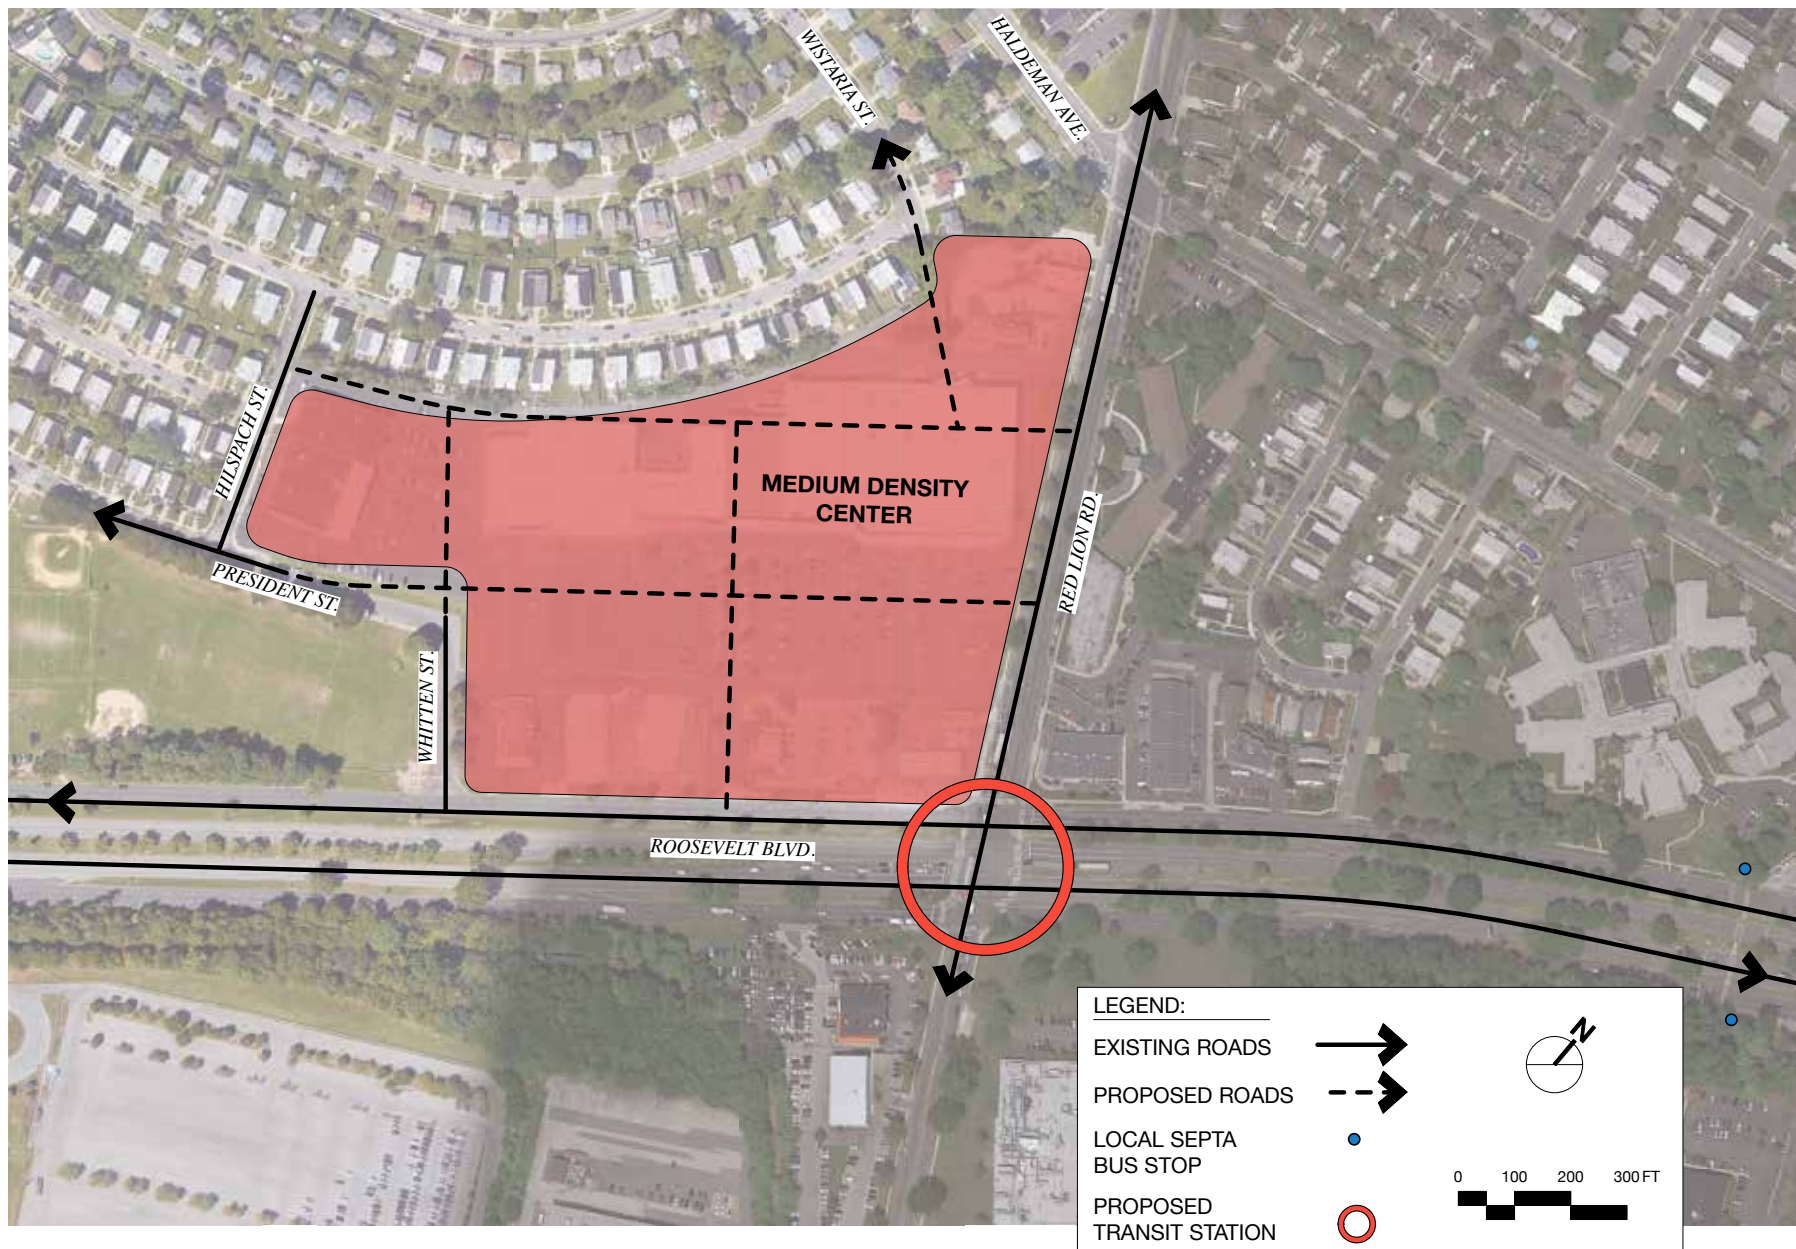 WISTARIA ST.
HALDEMAN AVE.
HILSPACH ST.
MEDIUM DENSITY
CENTER
RED LION RD.
PRESIDENT ST.
WHITTEN ST.
ROOSEVELT BLVD.
LEGEND:
EXISTING ROADS
N
PROPOSED ROADS
LOCAL SEPTA
BUS STOP
0 100 200 300 FT
PROPOSED
TRANSIT STATION